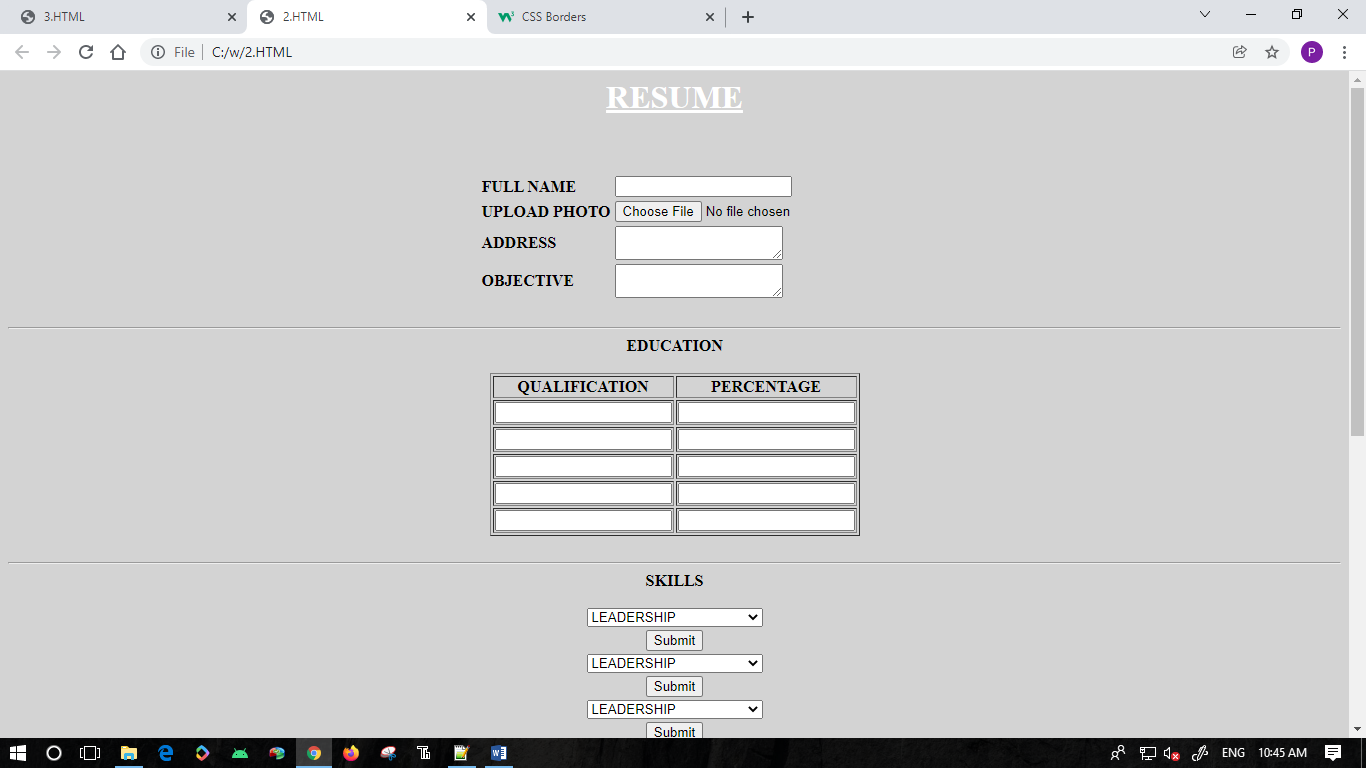 3.HTML
2.HTML
CSS Borders
File
C:/w/2.HTML
P
RESUME
FULL NAME
UPLOAD PHOTO Choose File No file chosen
ADDRESS
OBJECTIVE
EDUCATION
QUALIFICATION PERCENTAGE
SKILLS
LEADERSHIP
Submit
LEADERSHIP
Submit
LEADERSHIP
Submit
ENG 10:45 AM